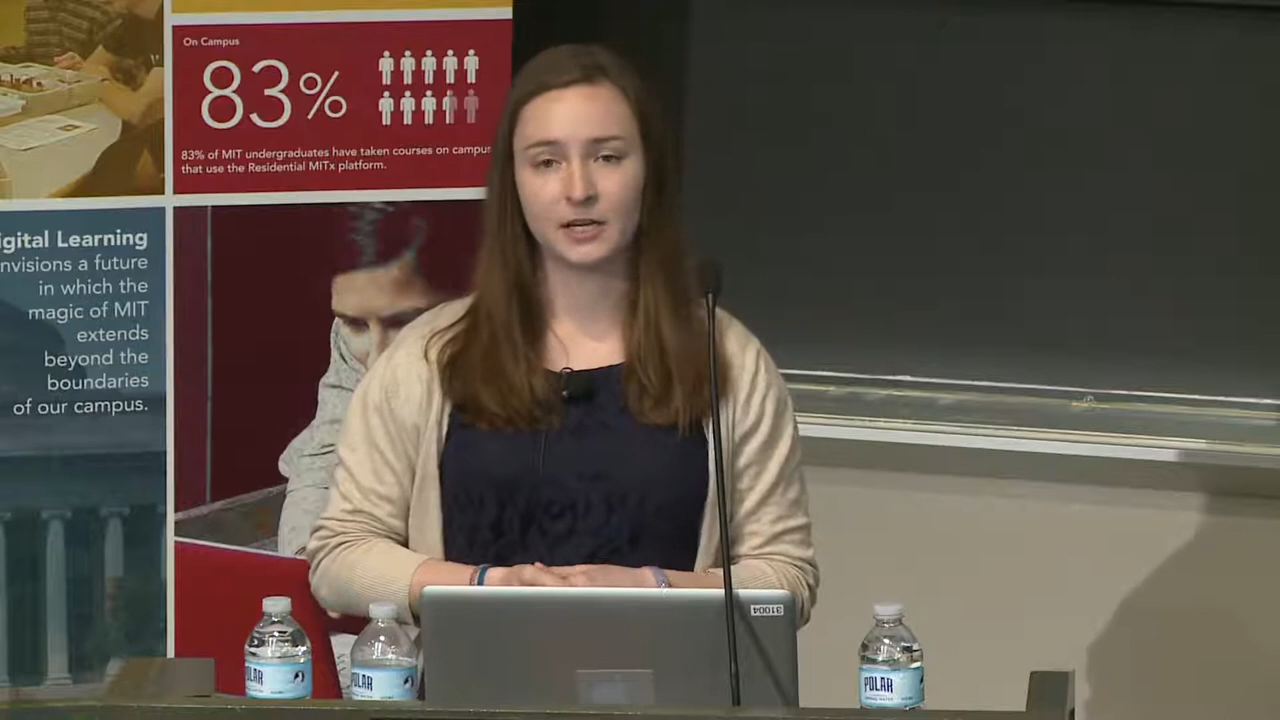 On Campus
83%
83% of MIT undergraduates have taken courses on campus
that use the Residential MITx platform.
igital Learning
nvisions a future
in which the
magic of MIT
extends
beyond the
boundaries
of our campus.
31004
POLAR
POLAR
POLAR